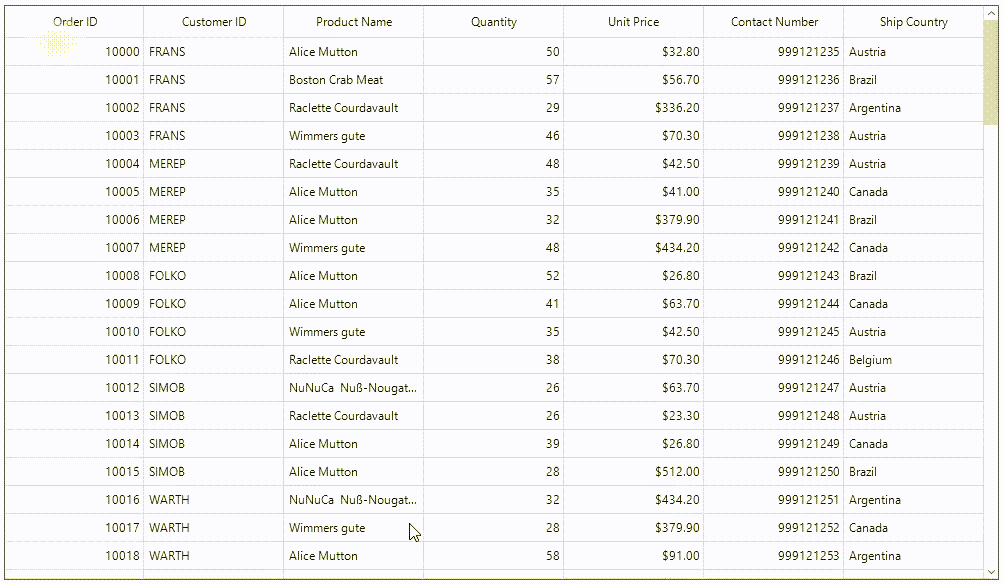 Order ID Customer ID Product Name Quantity Unit Price Contact Number Ship Country
10000 FRANS Alice Mutton 50 $32.80 999121235 Austria
10001 FRANS Boston Crab Meat 57 $56.70 999121236 Brazil
10002 FRANS Raclette Courdavault 29 $336.20 999121237 Argentina
10003 FRANS Wimmers gute 46 $70.30 999121238 Austria
10004 MEREP Raclette Courdavault 48 $42.50 999121239 Austria
10005 MEREP Alice Mutton 35 $41.00 999121240 Canada
10006 MEREP Alice Mutton 32 $379.90 999121241 Brazil
10007 MEREP Wimmers gute 48 $434.20 999121242 Canada
10008 FOLKO Alice Mutton 52 $26.80 999121243 Brazil
10009 FOLKO Alice Mutton 41 $63.70 999121244 Canada
10010 FOLKO Wimmers gute 35 $42.50 999121245 Austria
10011 FOLKO Raclette Courdavault 38 $70.30 999121246 Belgium
10012 SIMOB NuNuCa Nuß-Nougat... 26 $63.70 999121247 Austria
10013 SIMOB Raclette Courdavault 26 $23.30 999121248 Austria
10014 SIMOB Alice Mutton 39 $26.80 999121249 Canada
10015 SIMOB Alice Mutton 28 $512.00 999121250 Brazil
10016 WARTH NuNuCa Nuß-Nougat... 32 $434.20 999121251 Argentina
10017 WARTH Wimmers gute 28 $379.90 999121252 Canada
10018 WARTH Alice Mutton 58 $91.00 999121253 Argentina